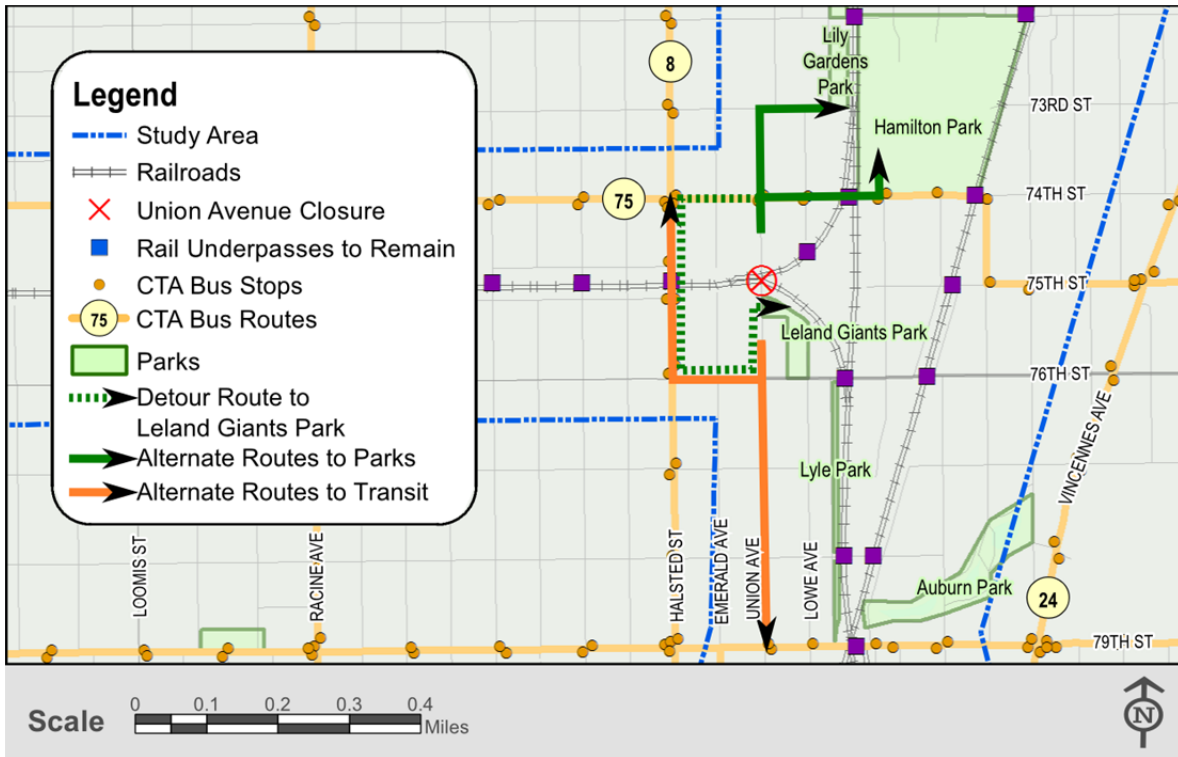 Legend
Study Area
Railroads
Union Avenue Closure
Rail Underpasses to Remain
CTA Bus Stops
75
CTA Bus Routes
Parks
Detour Route to
Leland Giants Park
Alternate Routes to Parks
Alternate Routes to Transit
8
Lily
Gardens
Park
73RD ST
Hamilton Park
75
74TH ST
75TH ST
Leland Giants Park
76TH ST
VINCENNES AVE
Lyle Park
LOOMIS ST
RACINE AVE
HALSTED ST
EMERALD AVE
UNION AVE
LOWE AVE
Auburn Park
24
79TH ST
Scale
0 0.1 0.2 0.3 0.4
Miles
N